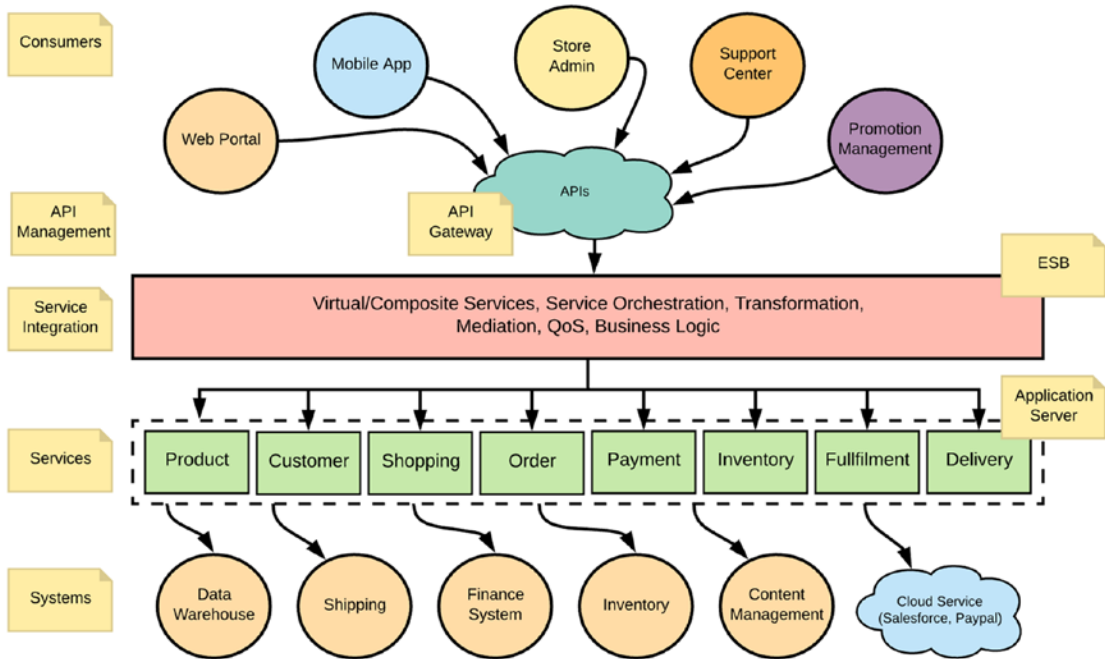 Consumers
Mobile App
Store
Admin
Support
Center
Web Portal
Promotion
Management
API
Management
API
Gateway
APIs
ESB
Service
Integration
Virtual/Composite Services, Service Orchestration, Transformation,
Mediation, QoS, Business Logic
Application
Server
Services
Product
Customer
Shopping
Order
Payment
Inventory
Fullfilment
Delivery
Systems
Data
Warehouse
Shipping
Finance
System
Inventory
Content
Management
Cloud Service
(Salesforce, Paypal)